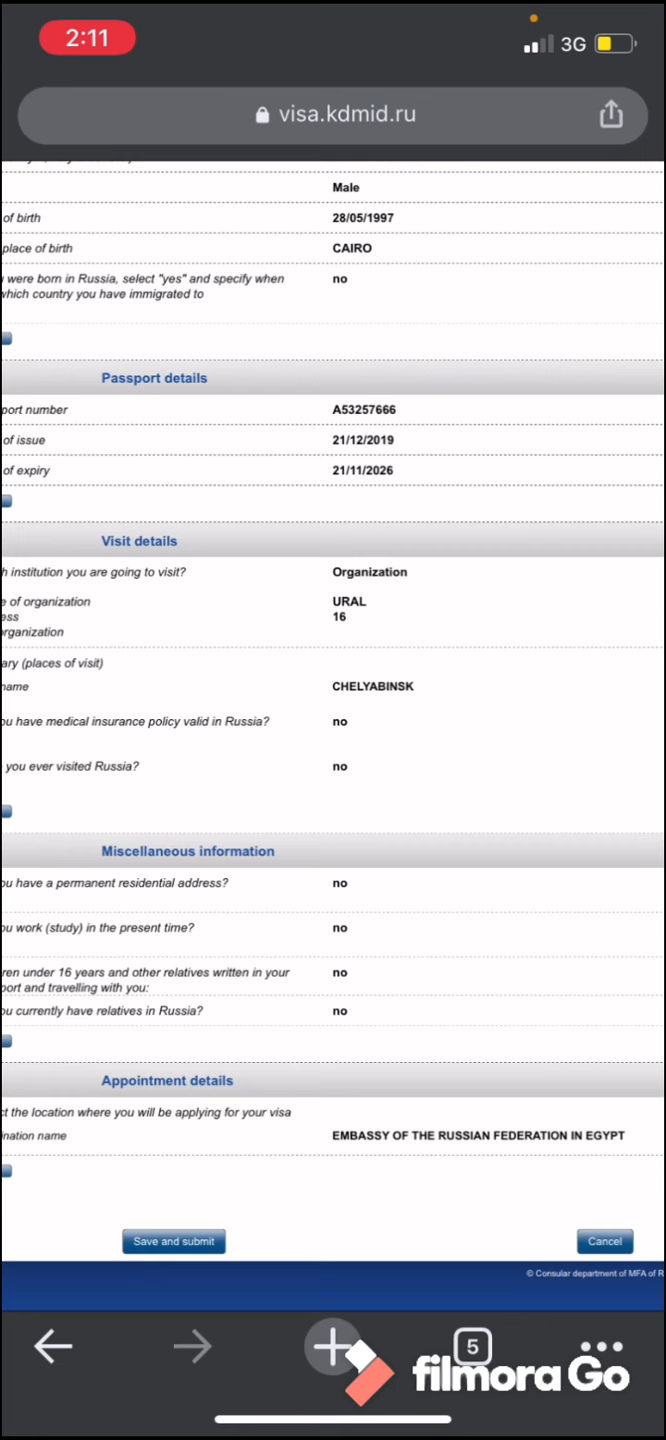 2:11
3G
visa.kdmid.ru
Male
of birth
28/05/1997
place of birth
CAIRO
were born in Russia, select "yes" and specify when
no
which country you have immigrated to
Passport details
port number
A53257666
of issue
21/12/2019
of expiry
21/11/2026
Visit details
h institution you are going to visit?
Organization
e of organization
URAL
ess
16
organization
ary (places of visit)
name
CHELYABINSK
ou have medical insurance policy valid in Russia?
no
you ever visited Russia?
no
Miscellaneous information
ou have a permanent residential address?
no
ou work (study) in the present time?
no
ren under 16 years and other relatives written in your
no
port and travelling with you:
ou currently have relatives in Russia?
no
Appointment details
ct the location where you will be applying for your visa
ination name
EMBASSY OF THE RUSSIAN FEDERATION IN EGYPT
Save and submit
Cancel
© Consular department of MFA of R
5
filmora Go